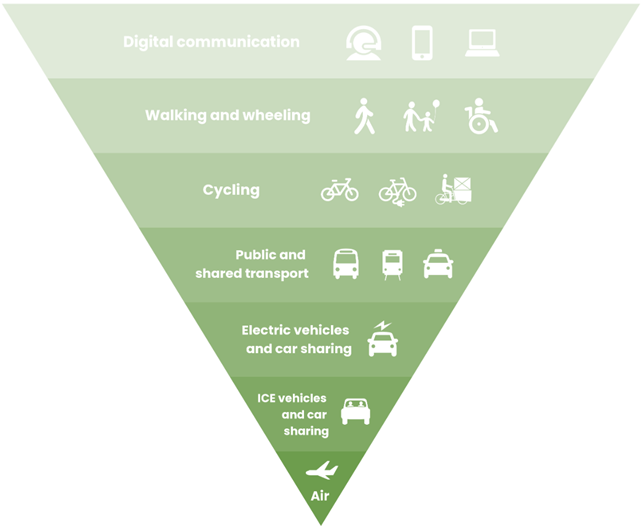 Digital communication
Walking and wheeling
Cycling
Public and
shared transport
Electric vehicles
and car sharing
ICE vehicles
and car
sharing
Air